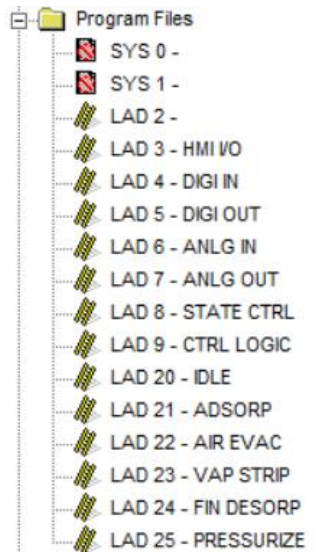 Program Files
SYS 0 -
SYS 1 -
LAD 2 -
LAD 3 - HMI I/O
LAD 4 - DIGI IN
LAD 5 - DIGI OUT
LAD 6 - ANLG IN
LAD 7 - ANLG OUT
LAD 8 - STATE CTRL
LAD 9 - CTRL LOGIC
LAD 20 - IDLE
LAD 21 - ADSORP
LAD 22 - AIR EVAC
LAD 23 - VAP STRIP
LAD 24 - FIN DESORP
LAD 25 - PRESSURIZE